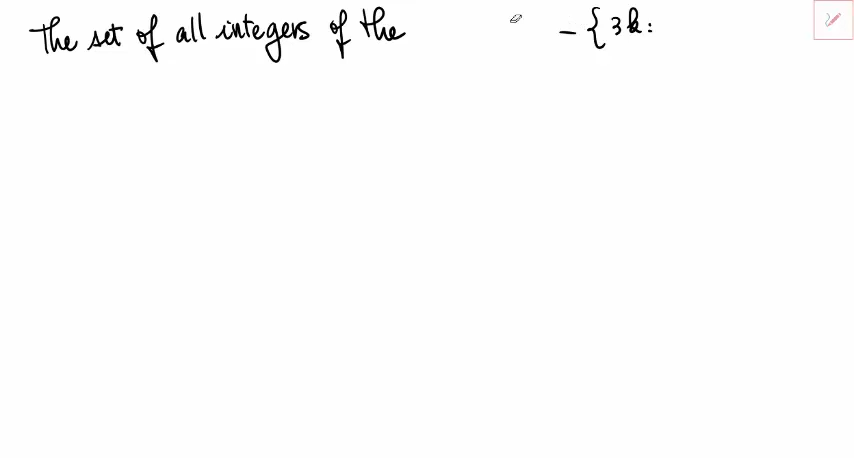 The set of all integers of the – {3k: